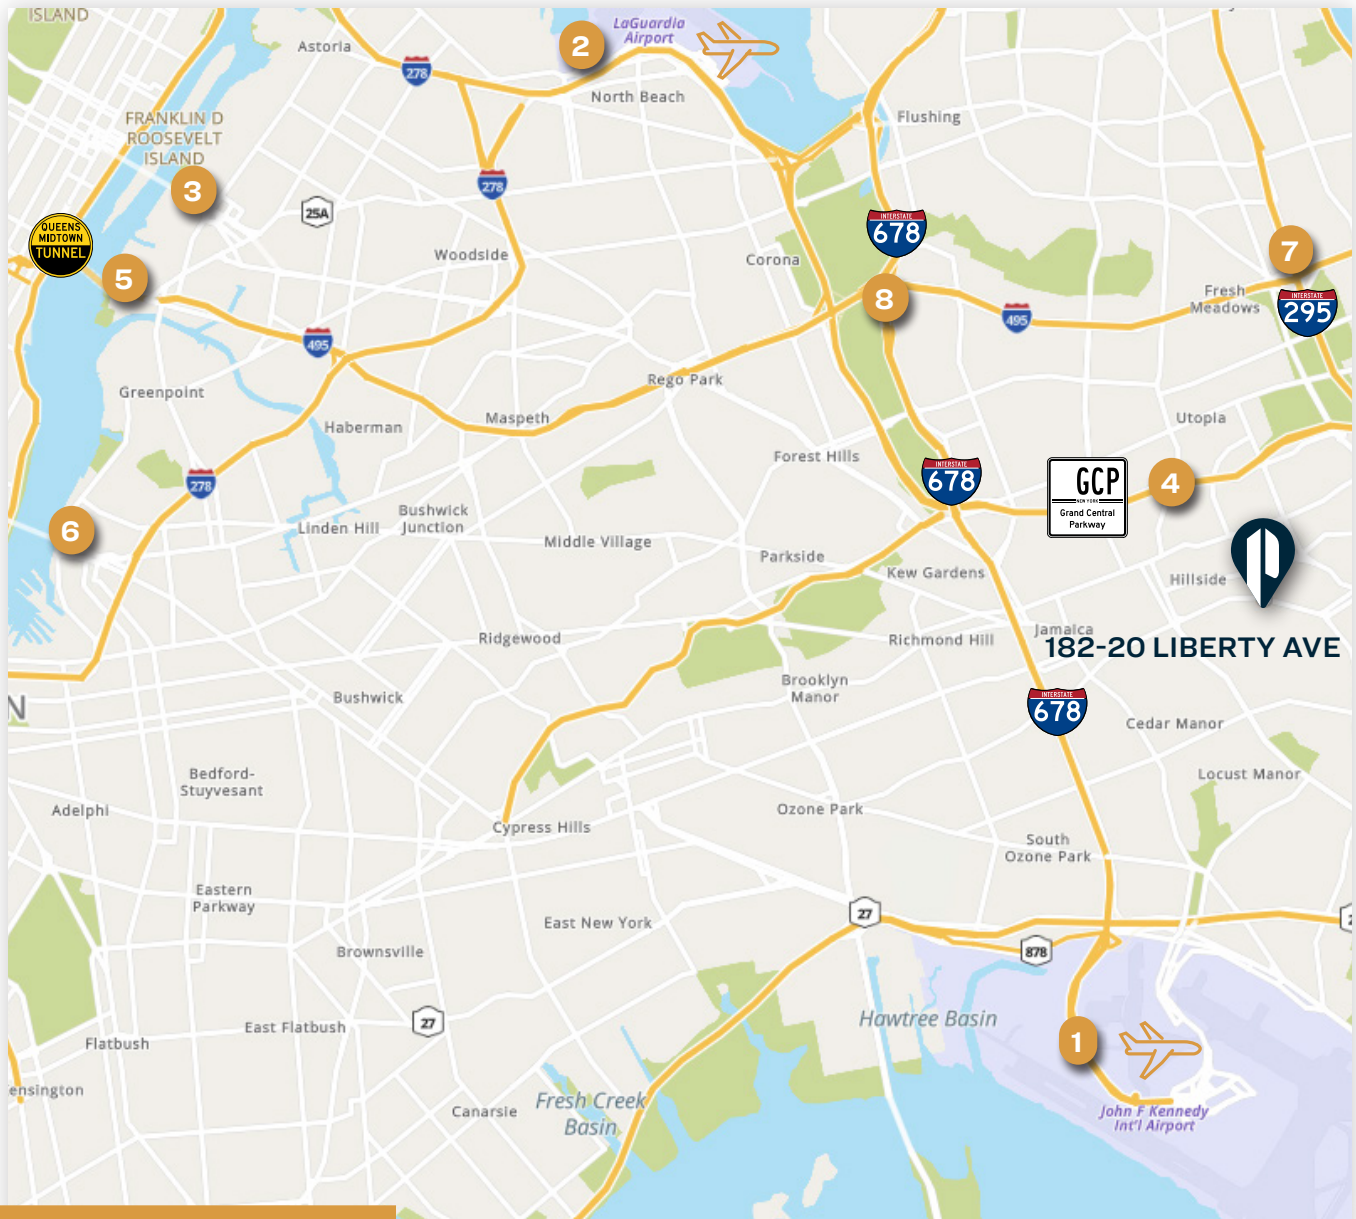 ISLAND
LaGuardia
Airport
2
Astoria
278
North Beach
FRANKLIN D
ROOSEVELT
ISLAND
Flushing
3
278
25A
QUEENS
MIDTOWN
TUNNEL
INTERSTATE
678
Woodside
Corona
7
5
8
Fresh
Meadows
INTERSTATE
295
495
495
Rego Park
Greenpoint
Maspeth
Utopia
Haberman
Forest Hills
278
INTERSTATE
678
GCP
NEW YORK
Grand Central
Parkway
4
Bushwick
Junction
Linden Hill
6
Middle Village
Parkside
Kew Gardens
Hillside
Ridgewood
Richmond Hill
Jamaica
182-20 LIBERTY AVE
Brooklyn
Manor
Bushwick
N
INTERSTATE
678
Cedar Manor
Bedford-
Stuyvesant
Locust Manor
Adelphi
Ozone Park
Cypress Hills
South
Ozone Park
Eastern
Parkway
27
East New York
2
Brownsville
878
Hawtree Basin
27
East Flatbush
Flatbush
1
ensington
Canarsie
Fresh Creek
Basin
John F Kennedy
Int'l Airport